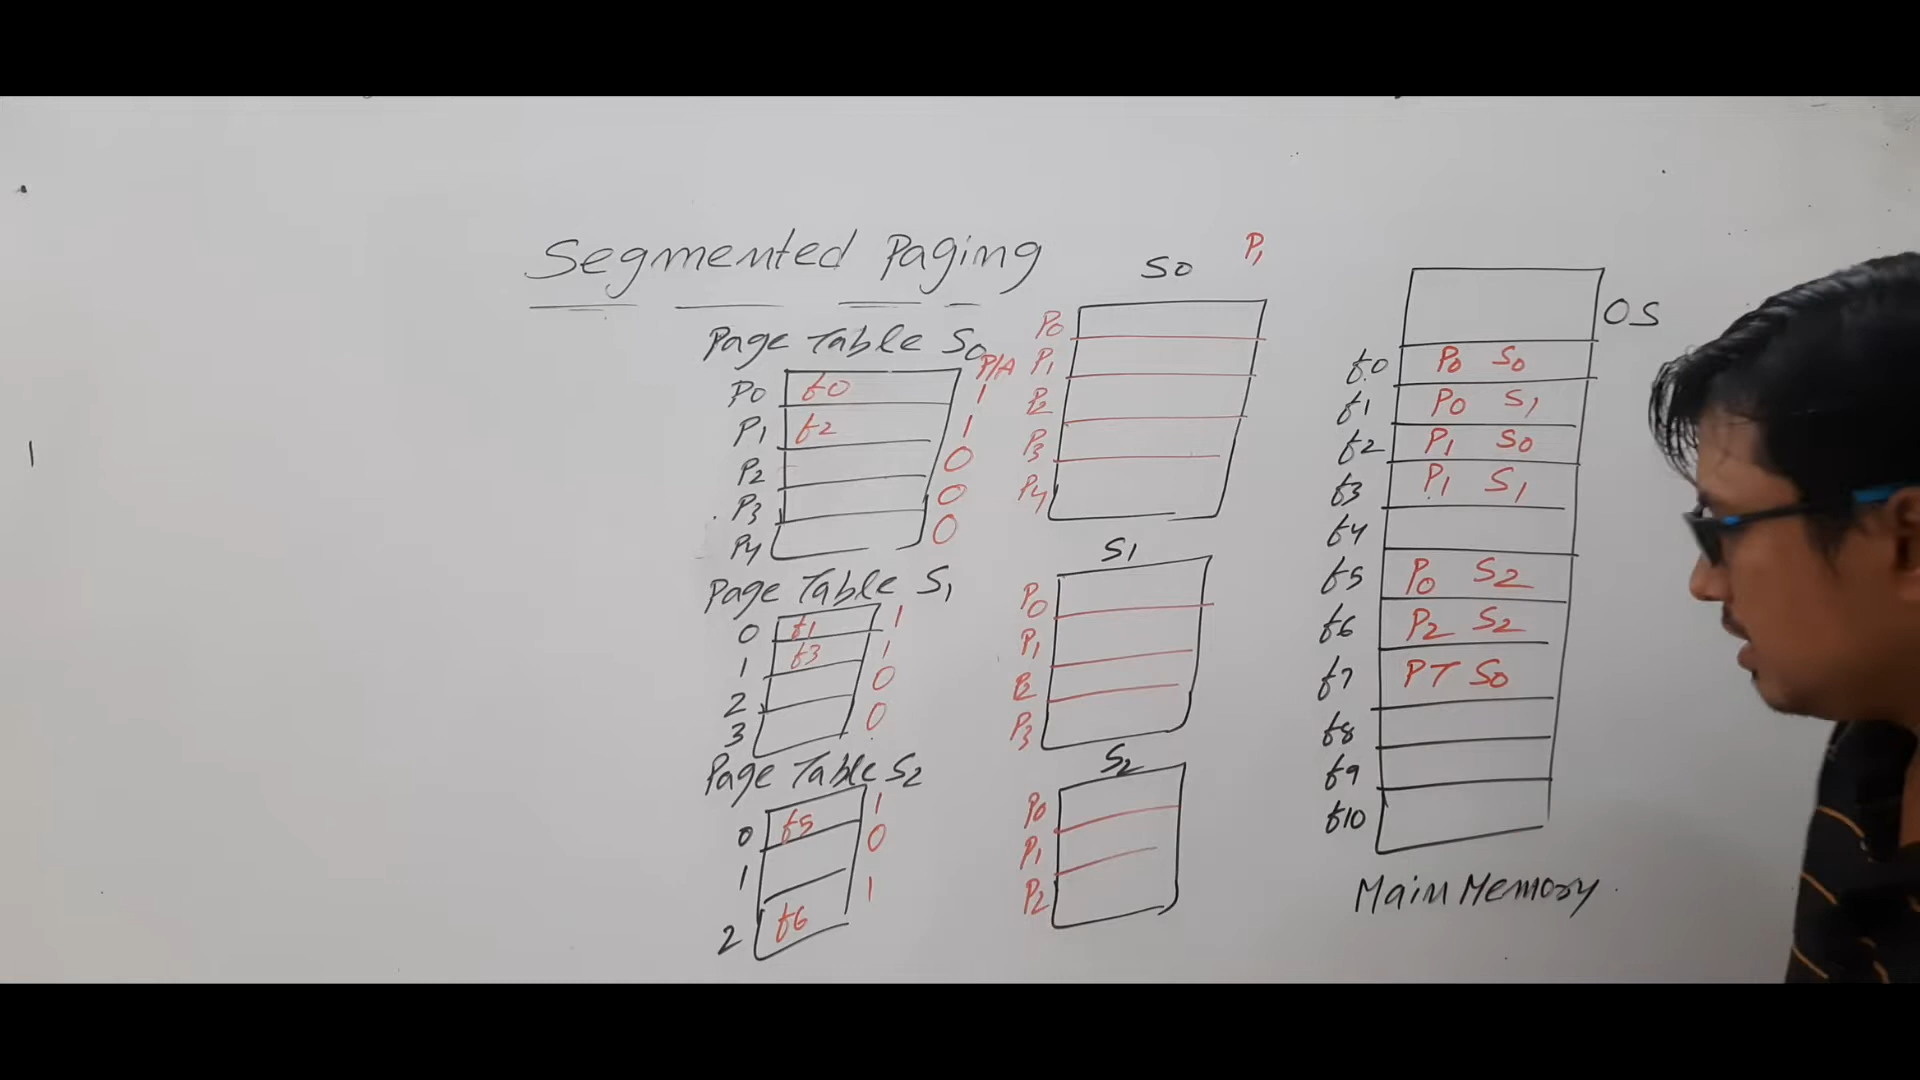 Segmented Paging
Page Table S0
P/A
P0 f0 1
P1 f2 1
P2 0
P3 0
P4 0
Page Table S1
0 f1 1
1 f3 1
2 0
3 0
Page Table S2
0 f5 1
1 0
2 f6 1
S0 P1
P0
P1
P2
P3
P4
S1
P0
P1
P2
P3
S2
P0
P1
P2
OS
f0 P0 S0
f1 P0 S1
f2 P1 S0
f3 P1 S1
f4
f5 P0 S2
f6 P2 S2
f7 PT S0
f8
f9
f10
Main Memory